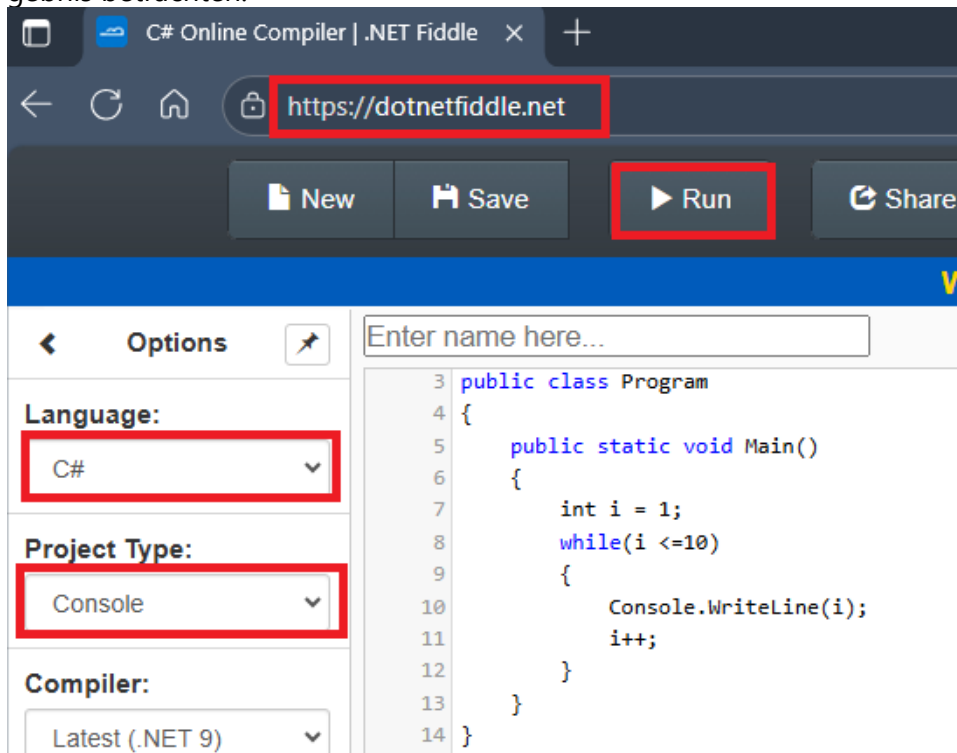 gebnis betrachten.
C# Online Compiler | .NET Fiddle
https://dotnetfiddle.net
New Save Run Share
Options
Enter name here...
Language:
C#
Project Type:
Console
Compiler:
Latest (.NET 9)
3 public class Program
4 {
5 public static void Main()
6 {
7 int i = 1;
8 while(i <=10)
9 {
10 Console.WriteLine(i);
11 i++;
12 }
13 }
14 }